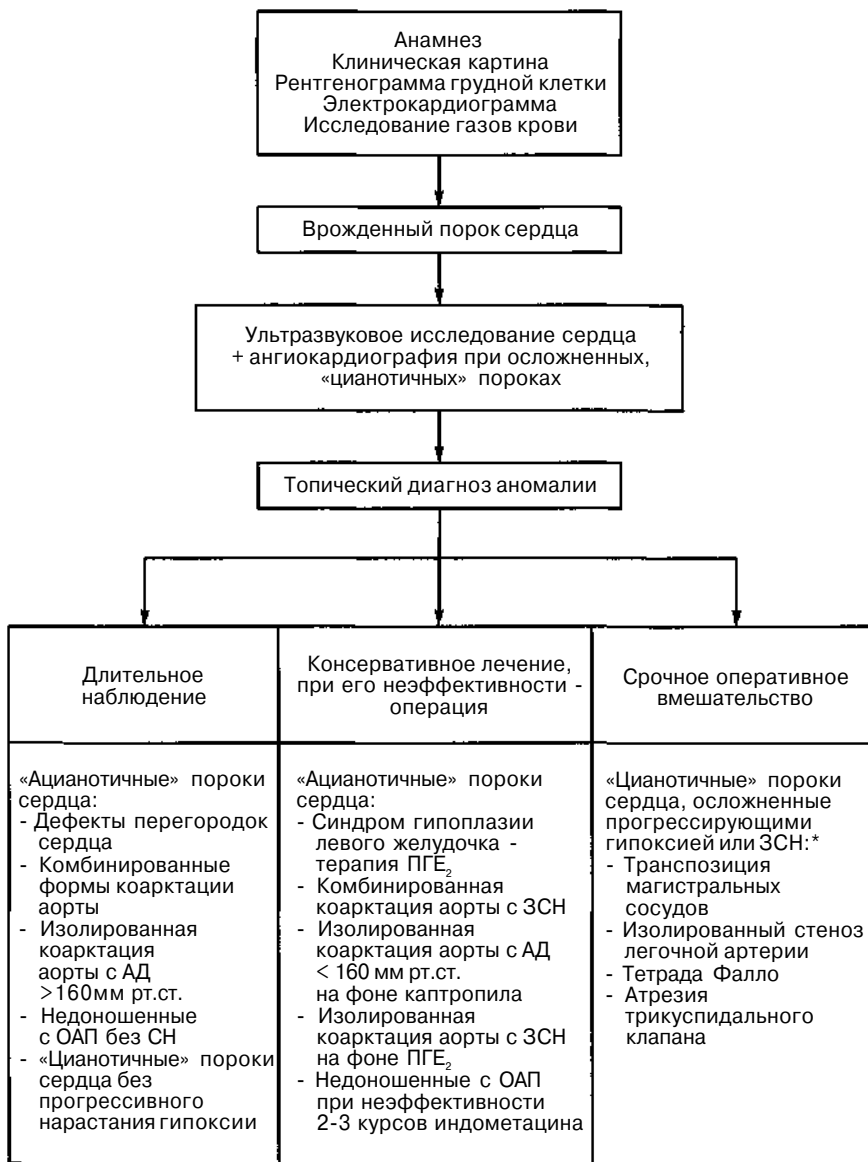 Анамнез
Клиническая картина
Рентгенограмма грудной клетки
Электрокардиограмма
Исследование газов крови
Врожденный порок сердца
Ультразвуковое исследование сердца
+ ангиокардиография при осложненных,
«цианотичных» пороках
Топический диагноз аномалии
Длительное
наблюдение
Консервативное лечение,
при его неэффективности -
операция
Срочное оперативное
вмешательство
«Ацианотичные» пороки
сердца:
- Дефекты перегородок
сердца
- Комбинированные
формы коарктации
аорты
- Изолированная
коарктация
аорты с АД
>160мм рт.ст.
- Недоношенные
с ОАП без СН
- «Цианотичные» пороки
сердца без
прогрессивного
нарастания гипоксии
«Ацианотичные» пороки
сердца:
- Синдром гипоплазии
левого желудочка -
терапия ПГЕ₂
- Комбинированная
коарктация аорты с ЗСН
- Изолированная
коарктация аорты с АД
< 160 мм рт.ст.
на фоне каптропила
- Изолированная
коарктация аорты с ЗСН
на фоне ПГЕ₂
- Недоношенные с ОАП
при неэффективности
2-3 курсов индометацина
«Цианотичные» пороки
сердца, осложненные
прогрессирующими
гипоксией или ЗСН:*
- Транспозиция
магистральных
сосудов
- Изолированный стеноз
легочной артерии
- Тетрада Фалло
- Атрезия
трикуспидального
клапана